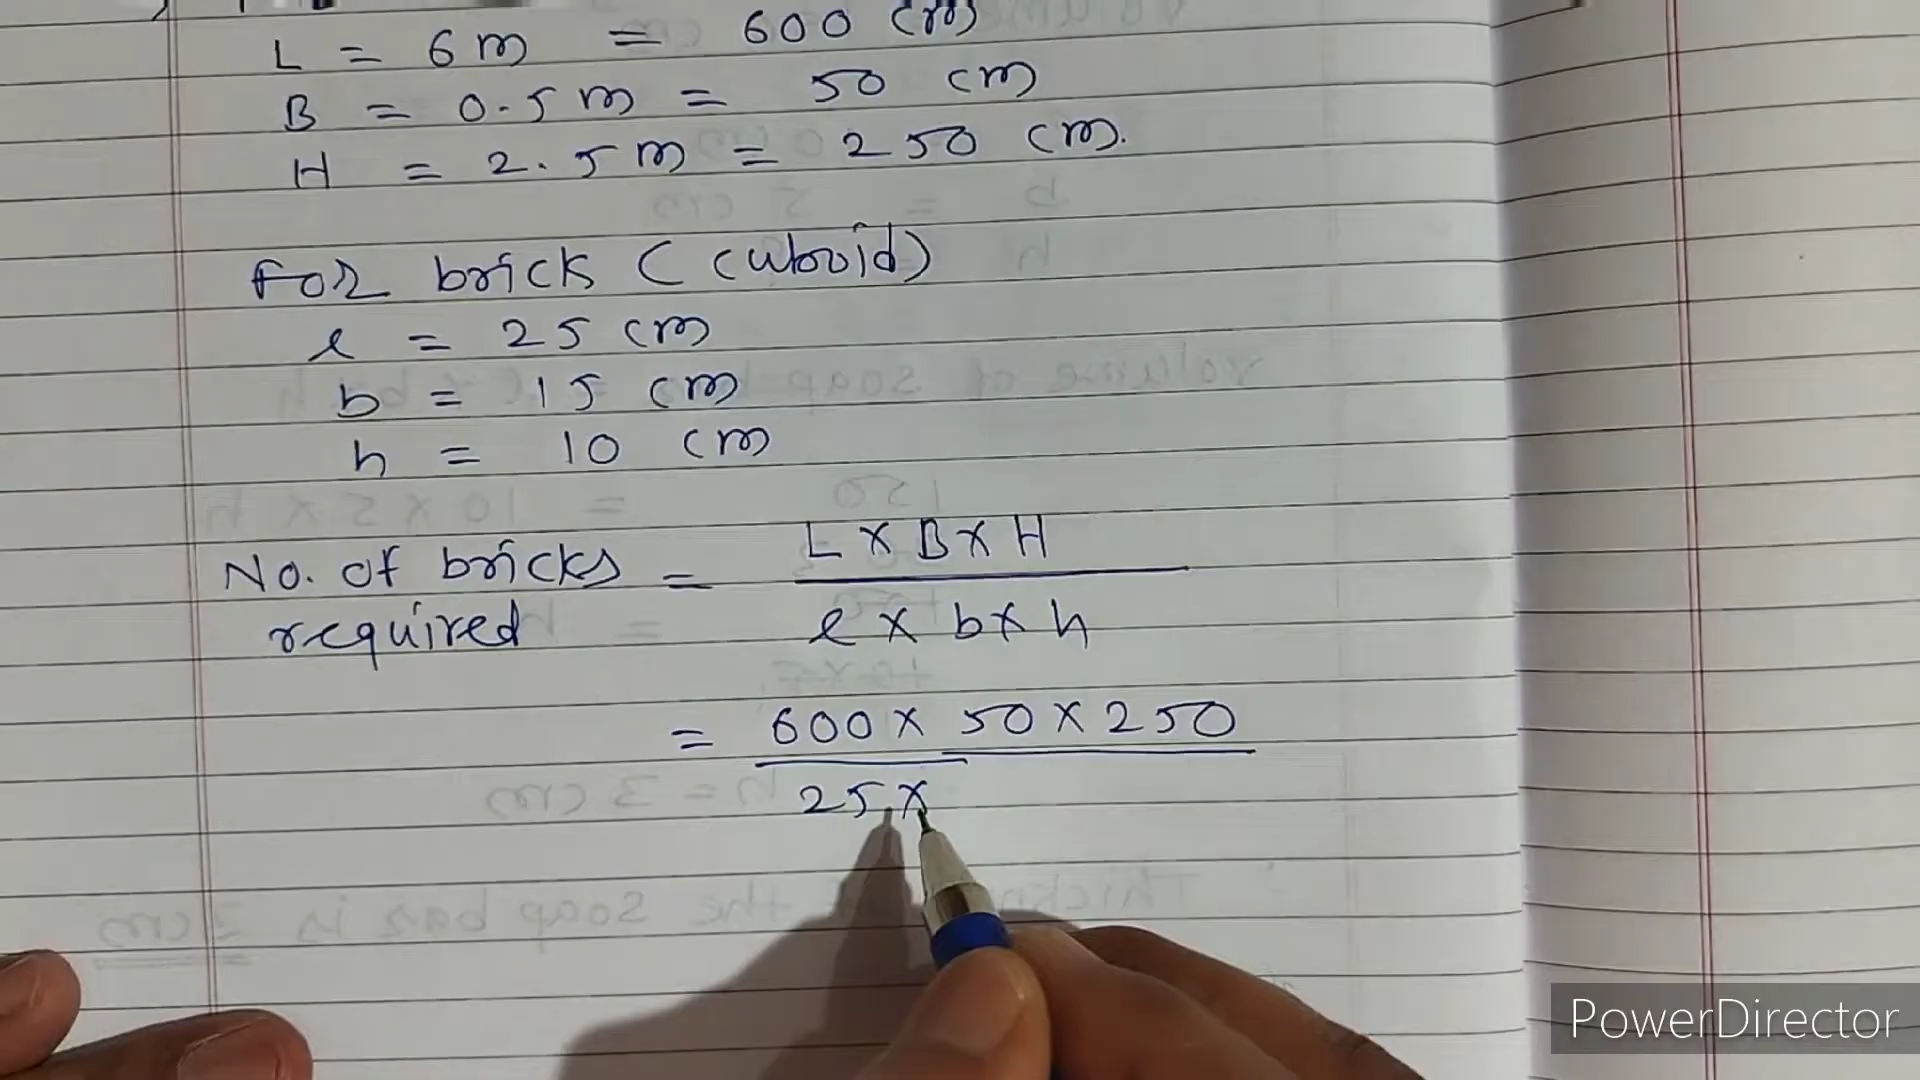 L = 6 m = 600 cm
B = 0.5 m = 50 cm
H = 2.5 m = 250 cm.
For brick (cuboid)
l = 25 cm
b = 15 cm
h = 10 cm
No. of bricks required = L × B × H / l × b × h
= 600 × 50 × 250 / 25 ×
PowerDirector